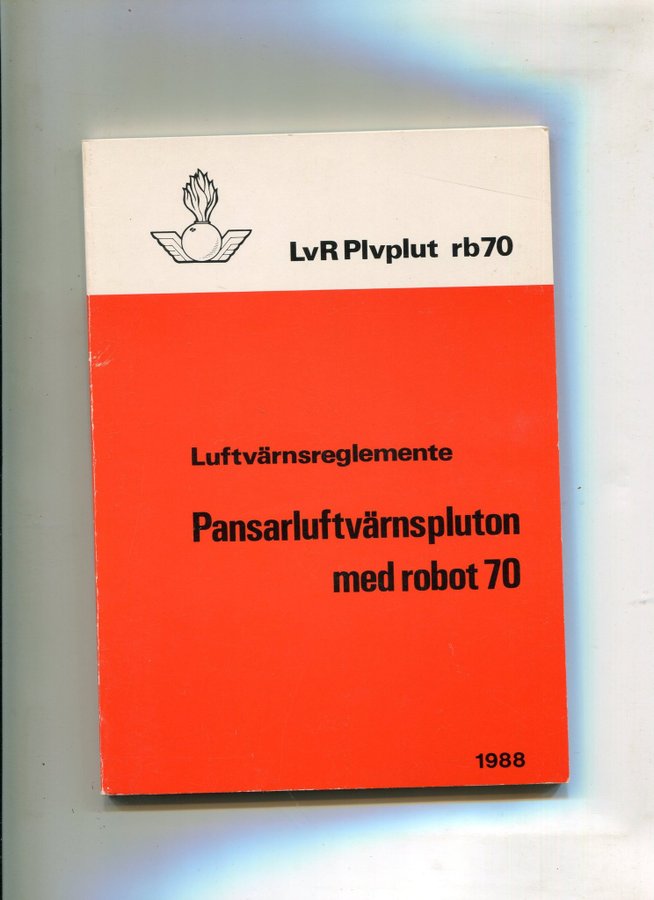 LvR Plvplut rb70
Luftvärnsreglemente
Pansarluftvärnspluton
med robot 70
1988